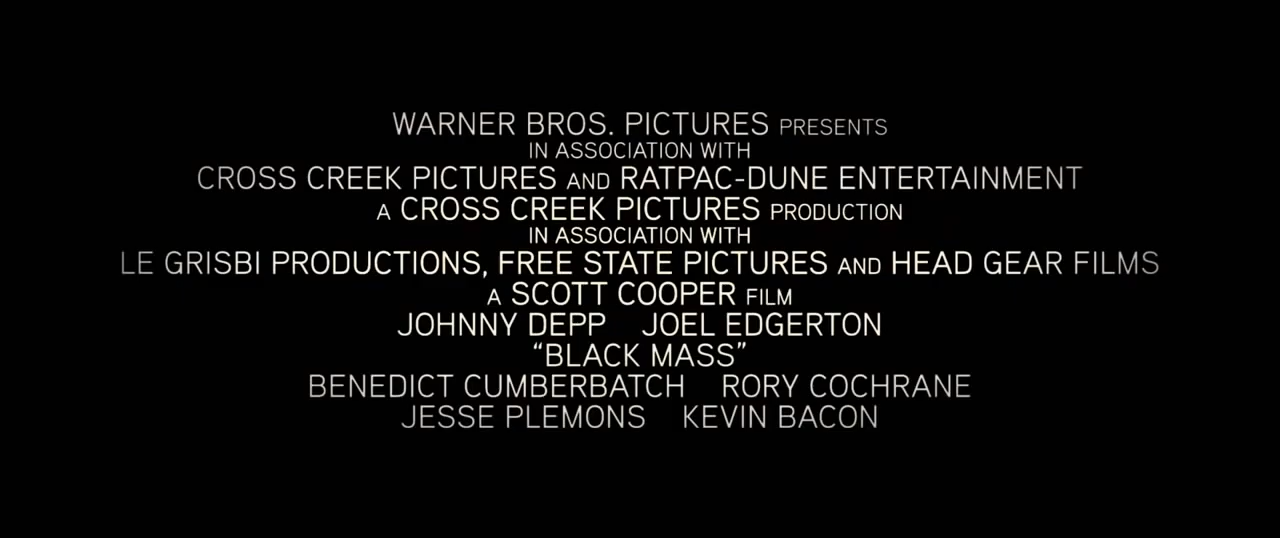 WARNER BROS. PICTURES PRESENTS
IN ASSOCIATION WITH
CROSS CREEK PICTURES AND RATPAC-DUNE ENTERTAINMENT
A CROSS CREEK PICTURES PRODUCTION
IN ASSOCIATION WITH
LE GRISBI PRODUCTIONS, FREE STATE PICTURES AND HEAD GEAR FILMS
A SCOTT COOPER FILM
JOHNNY DEPP JOEL EDGERTON
“BLACK MASS”
BENEDICT CUMBERBATCH RORY COCHRANE
JESSE PLEMONS KEVIN BACON